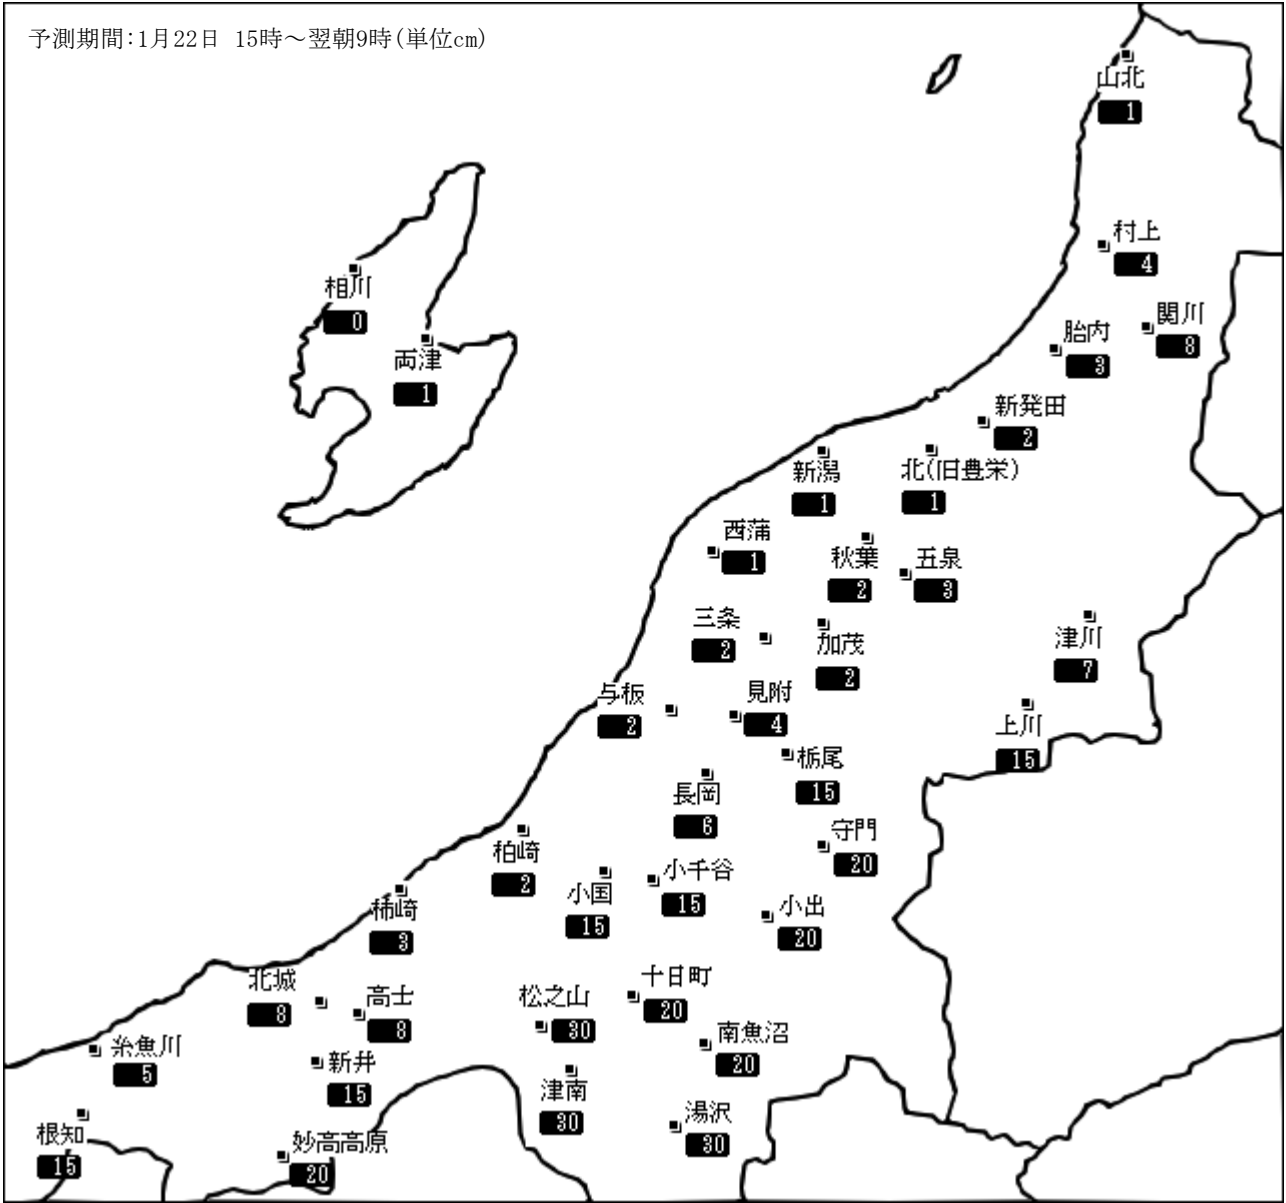 予測期間:1月22日 15時～翌朝9時(単位cm)
山北
1
村上
4
相川
0
関川
8
胎内
3
両津
1
新発田
2
新潟
1
北(旧豊栄)
1
西蒲
1
秋葉
2
五泉
3
三条
2
加茂
2
津川
7
与板
2
見附
4
上川
15
栃尾
15
長岡
6
守門
20
柏崎
2
小国
15
小千谷
15
小出
20
柿崎
3
北城
8
高士
8
松之山
30
十日町
20
南魚沼
20
糸魚川
5
新井
15
津南
30
湯沢
30
根知
15
妙高高原
20